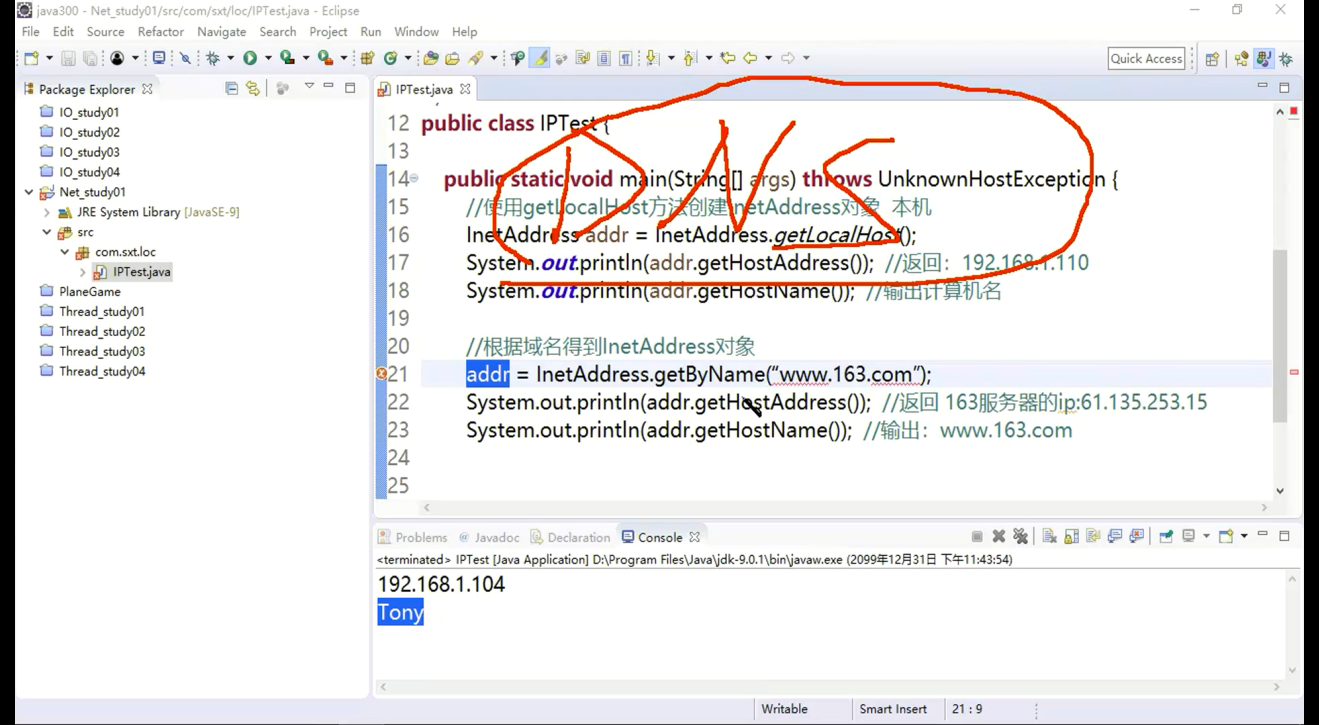 java300 - Net_study01/src/com/sxt/loc/IPTest.java - Eclipse
File Edit Source Refactor Navigate Search Project Run Window Help
Quick Access
Package Explorer
IO_study01
IO_study02
IO_study03
IO_study04
Net_study01
JRE System Library [JavaSE-9]
src
com.sxt.loc
IPTest.java
PlaneGame
Thread_study01
Thread_study02
Thread_study03
Thread_study04
IPTest.java
12 public class IPTest {
13
14 public static void main(String[] args) throws UnknownHostException {
15 //使用getLocalHost方法创建InetAddress对象 本机
16 InetAddress addr = InetAddress.getLocalHost();
17 System.out.println(addr.getHostAddress()); //返回：192.168.1.110
18 System.out.println(addr.getHostName()); //输出计算机名
19
20 //根据域名得到InetAddress对象
21 addr = InetAddress.getByName(“www.163.com”);
22 System.out.println(addr.getHostAddress()); //返回 163服务器的ip:61.135.253.15
23 System.out.println(addr.getHostName()); //输出：www.163.com
24
25
DNS
Problems @ Javadoc Declaration Console
<terminated> IPTest [Java Application] D:\Program Files\Java\jdk-9.0.1\bin\javaw.exe (2099年12月31日 下午11:43:54)
192.168.1.104
Tony
Writable Smart Insert 21 : 9